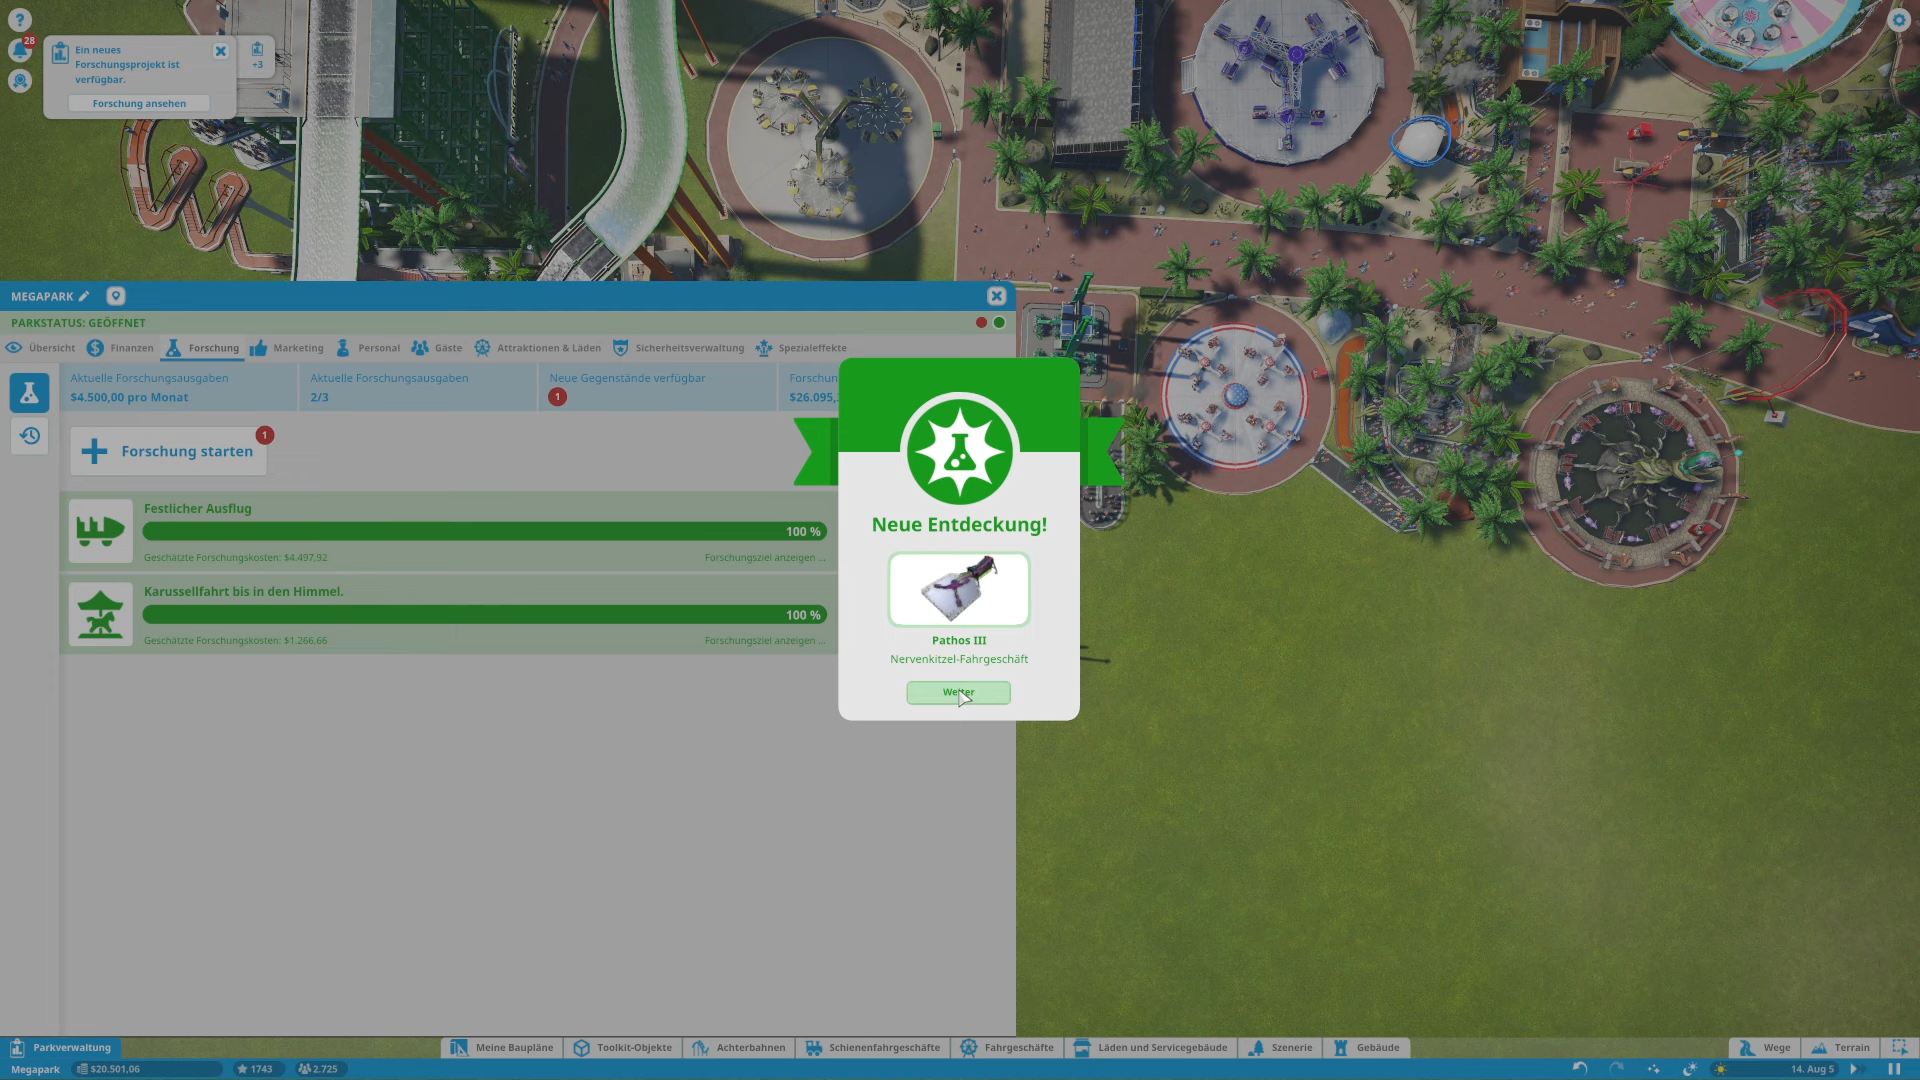 ?
28
Ein neues
Forschungsprojekt ist
verfügbar.
Forschung ansehen
+3
MEGAPARK
PARKSTATUS: GEÖFFNET
Übersicht Finanzen Forschung Marketing Personal Gäste Attraktionen & Läden Sicherheitsverwaltung Spezialeffekte
Aktuelle Forschungsausgaben Aktuelle Forschungsausgaben Neue Gegenstände verfügbar
$4.500,00 pro Monat 2/3 1 $26.095,
Forschung starten 1
Festlicher Ausflug
100 %
Geschätzte Forschungskosten: $4.497,92 Forschungsziel anzeigen ...
Karussellfahrt bis in den Himmel.
100 %
Geschätzte Forschungskosten: $1.266,66 Forschungsziel anzeigen ...
Neue Entdeckung!
Pathos III
Nervenkitzel-Fahrgeschäft
Weiter
Parkverwaltung Meine Baupläne Toolkit-Objekte Achterbahnen Schienenfahrgeschäfte Fahrgeschäfte Läden und Servicegebäude Szenerie Gebäude Wege Terrain
Megapark $20.501,06 1743 2.725 14. Aug 5